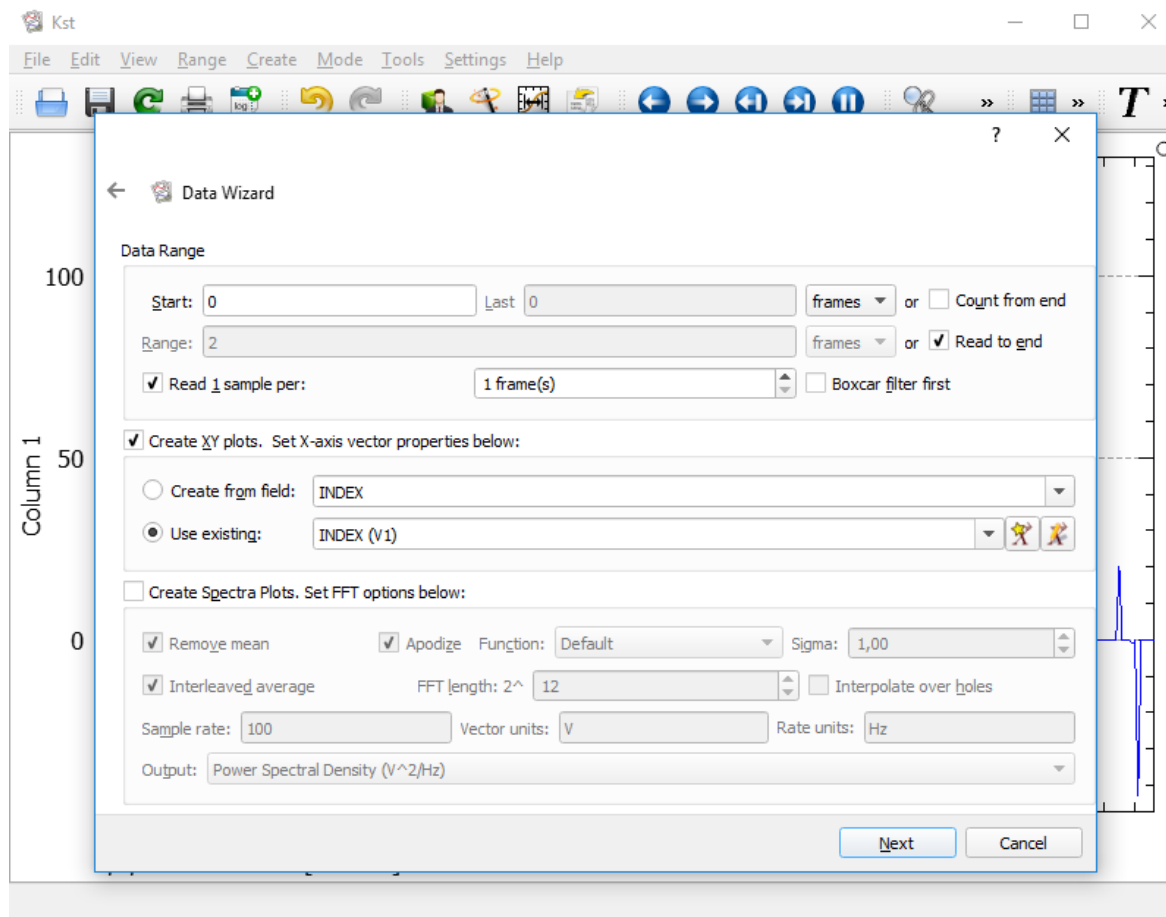 Kst
File Edit View Range Create Mode Tools Settings Help
log
» » T
? 
Data Wizard
Data Range
100
Start: 0 Last 0 frames or Count from end
Range: 2 frames or Read to end
Read 1 sample per: 1 frame(s) Boxcar filter first
Create XY plots. Set X-axis vector properties below:
50
Column 1
Create from field: INDEX
Use existing: INDEX (V1)
Create Spectra Plots. Set FFT options below:
0
Remove mean Apodize Function: Default Sigma: 1,00
Interleaved average FFT length: 2^ 12 Interpolate over holes
Sample rate: 100 Vector units: V Rate units: Hz
Output: Power Spectral Density (V^2/Hz)
Next Cancel